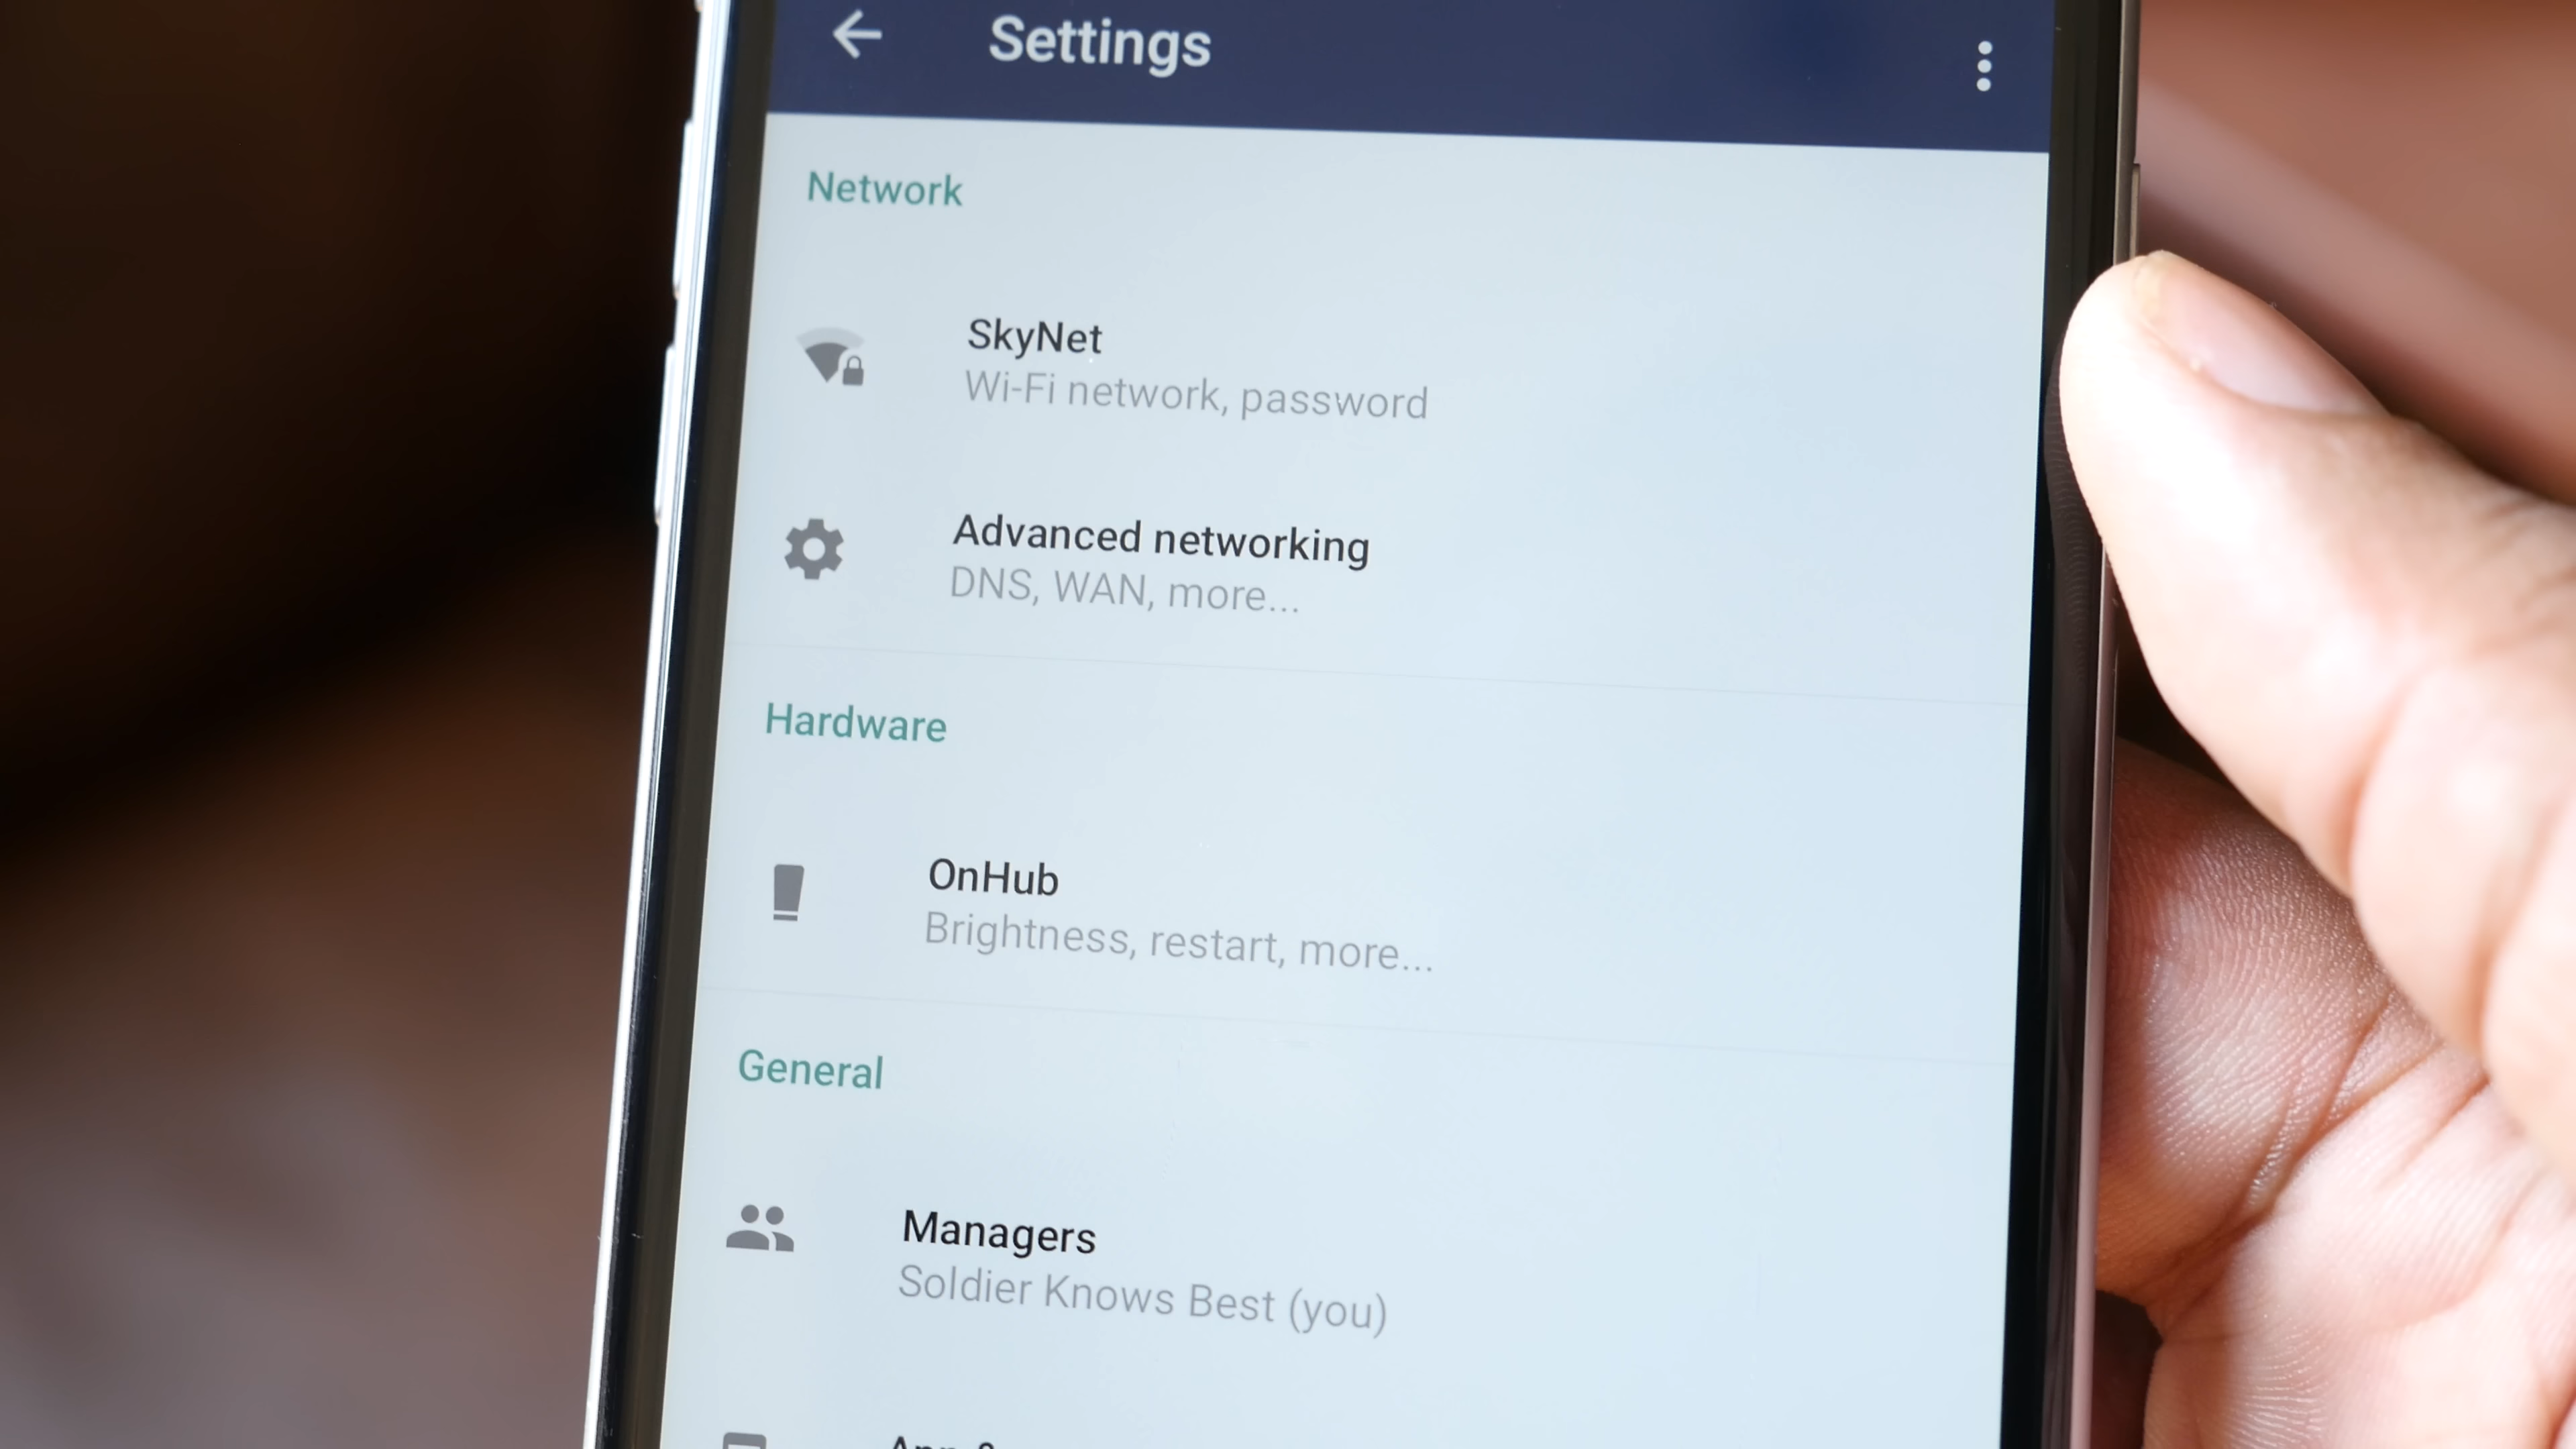 Settings
Network
SkyNet
Wi-Fi network, password
Advanced networking
DNS, WAN, more...
Hardware
OnHub
Brightness, restart, more...
General
Managers
Soldier Knows Best (you)